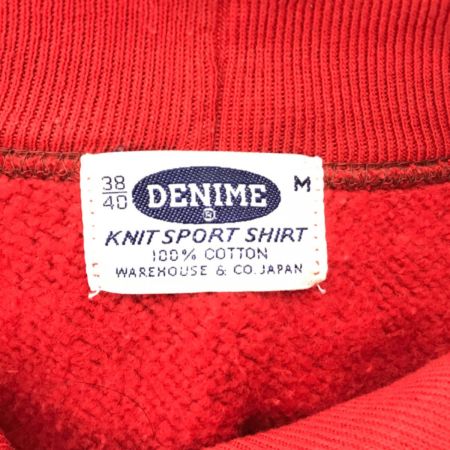 38
40
DENIME
®
M
KNIT SPORT SHIRT
100% COTTON
WAREHOUSE & CO. JAPAN